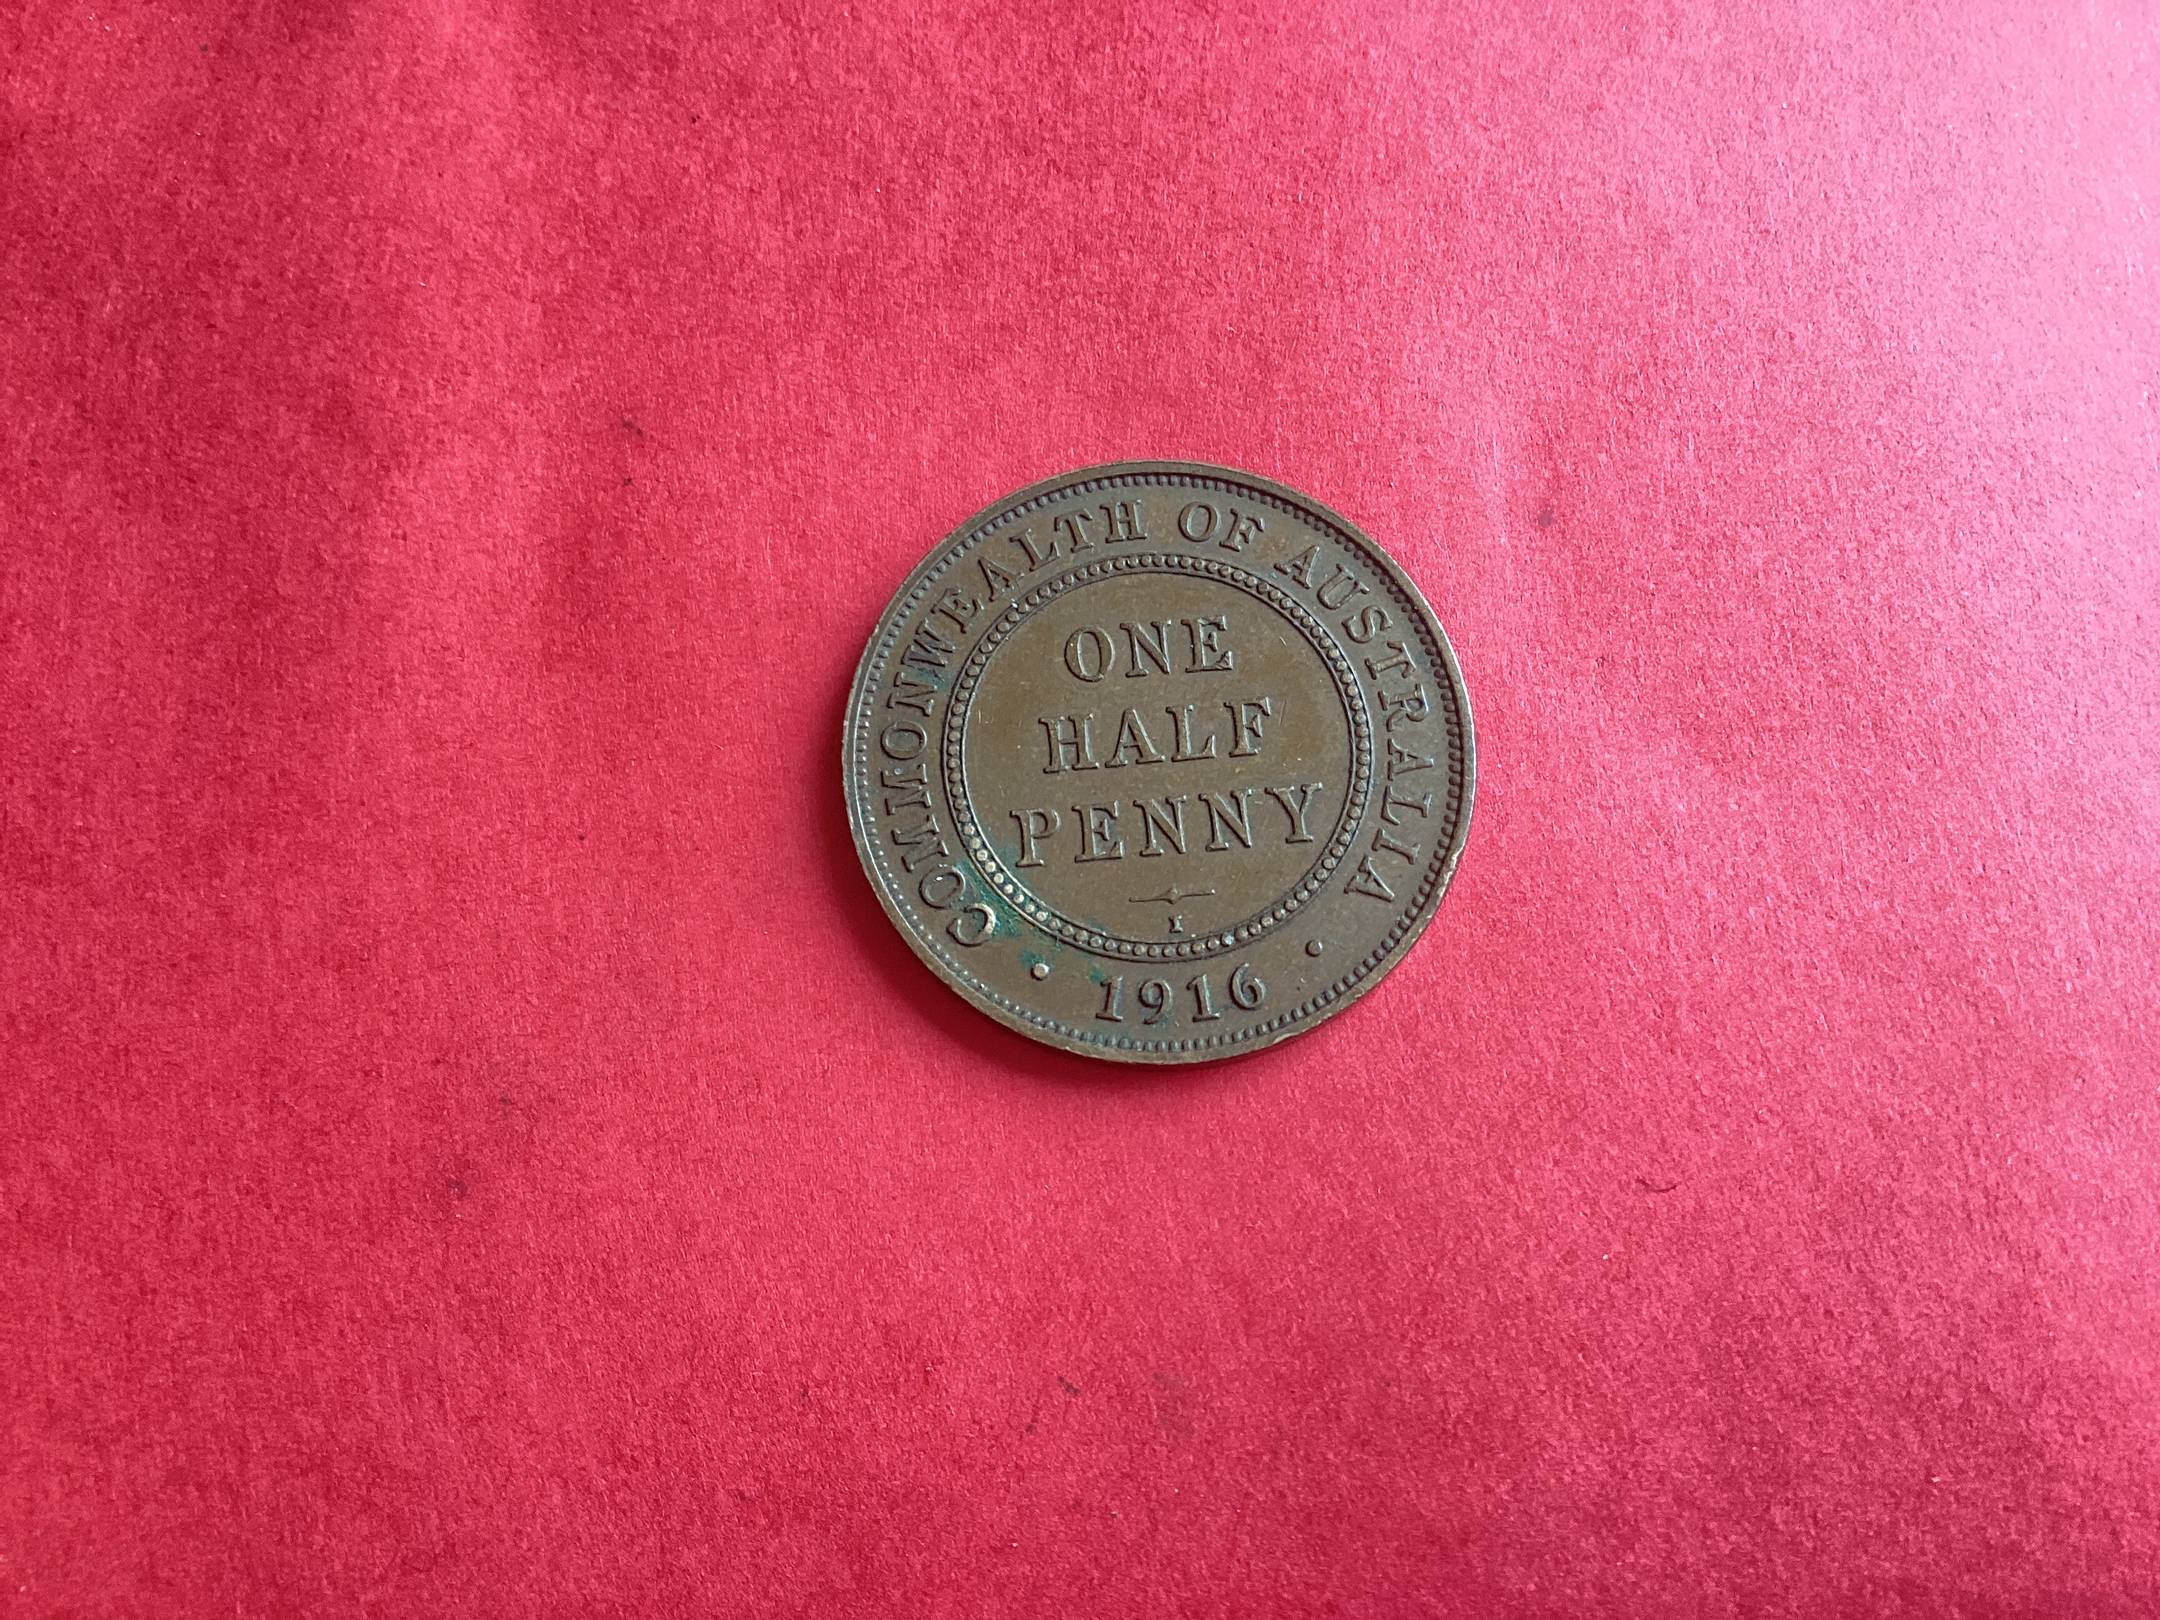 COMMONWEALTH OF AUSTRALIA
ONE
HALF
PENNY
I
· 1916 ·